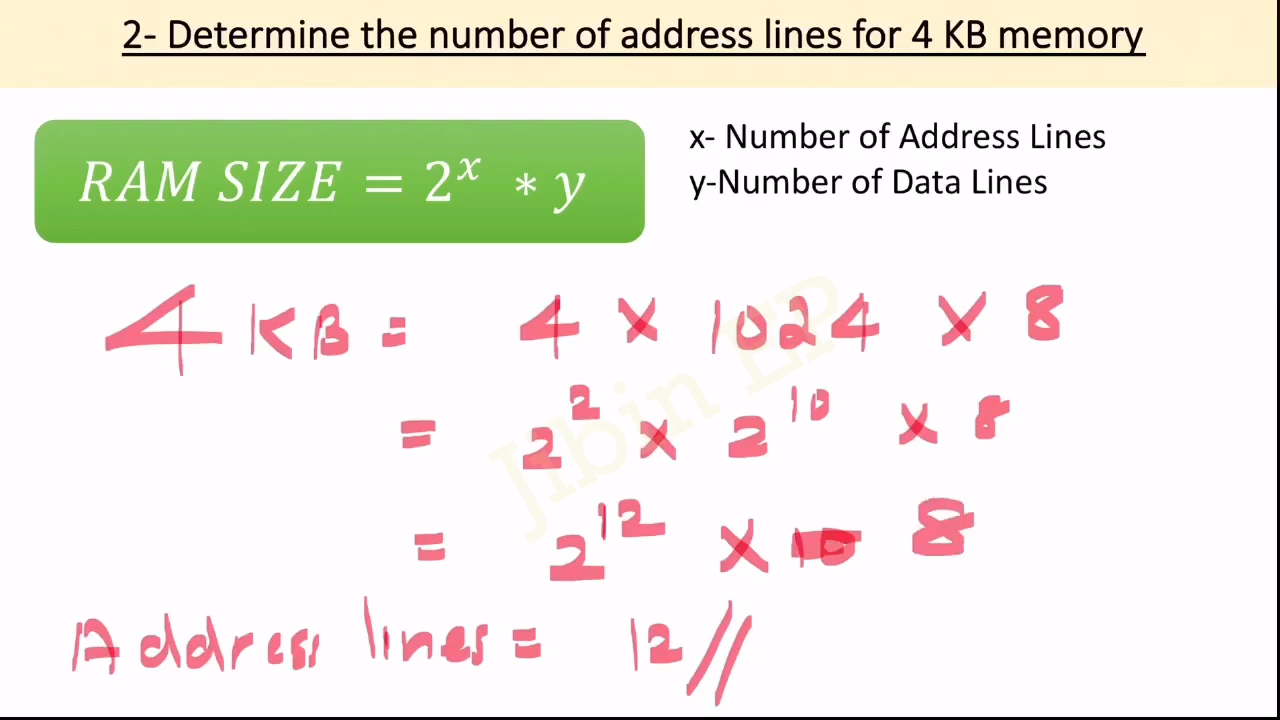 2- Determine the number of address lines for 4 KB memory
RAM SIZE = 2^x * y
x- Number of Address Lines
y-Number of Data Lines
4 KB = 4 x 1024 x 8
= 2^2 x 2^10 x 8
= 2^12 x 8
Address lines = 12 //
Jibin EP